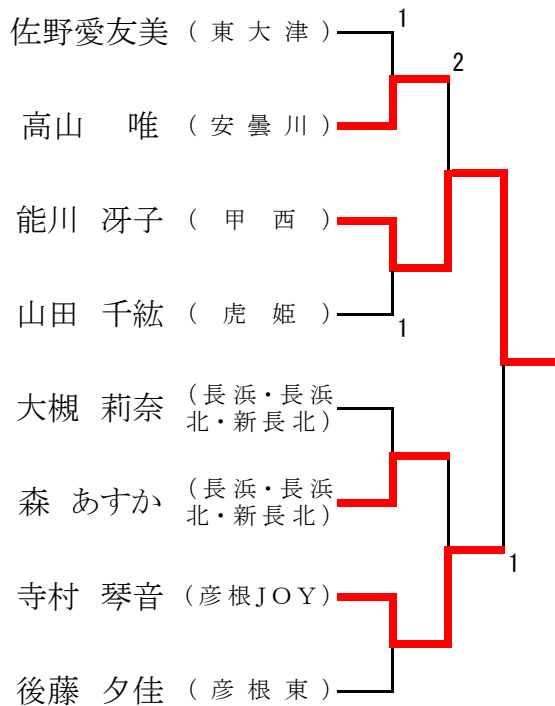 佐野愛友美 (東大津) 1
2
高山 唯 (安曇川)
能川 冴子 (甲西)
山田 千紘 (虎姫) 1
大槻 莉奈 (長浜・長浜
北・新長北)
森 あすか (長浜・長浜
北・新長北)
寺村 琴音 (彦根JOY)
1
後藤 夕佳 (彦根東)